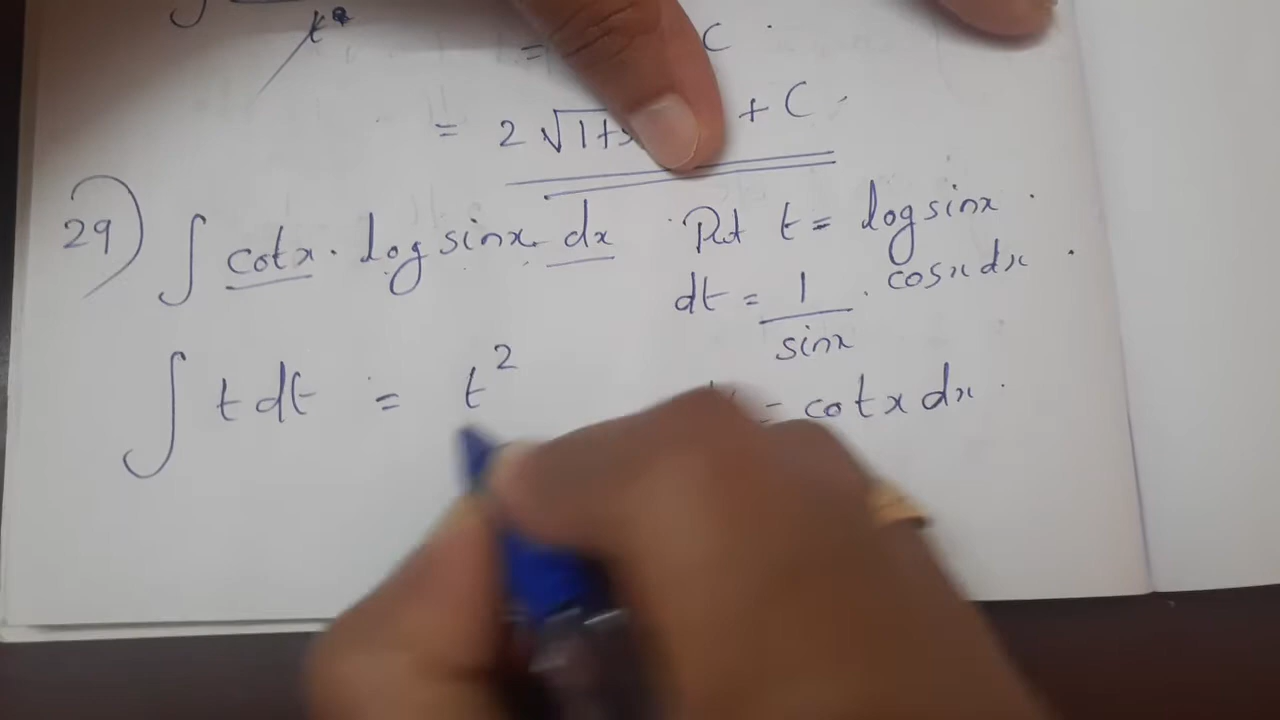 = C
= 2 √1+s + C
29) ∫ cotx · log sinx dx Put t = log sinx .
dt = 1/sinx · cosx dx .
∫ t dt = t²
= cotx dx .